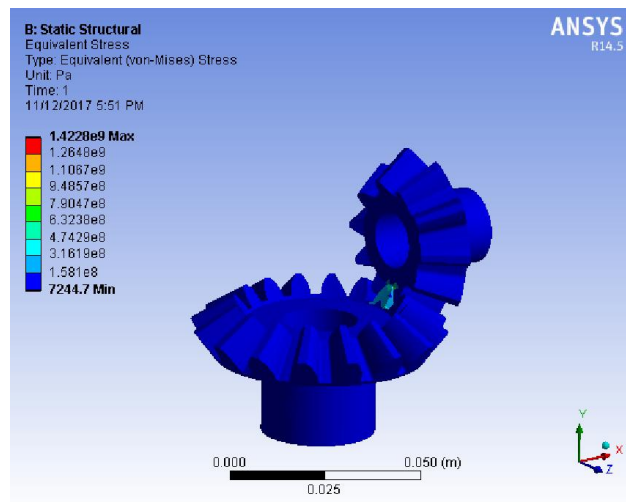 B: Static Structural
Equivalent Stress
Type: Equivalent (von-Mises) Stress
Unit: Pa
Time: 1
11/12/2017 5:51 PM
ANSYS
R14.5
1.4228e9 Max
1.2648e9
1.1067e9
9.4857e8
7.9047e8
6.3238e8
4.7429e8
3.1619e8
1.581e8
7244.7 Min
0.000
0.050 (m)
0.025
Y
X
Z